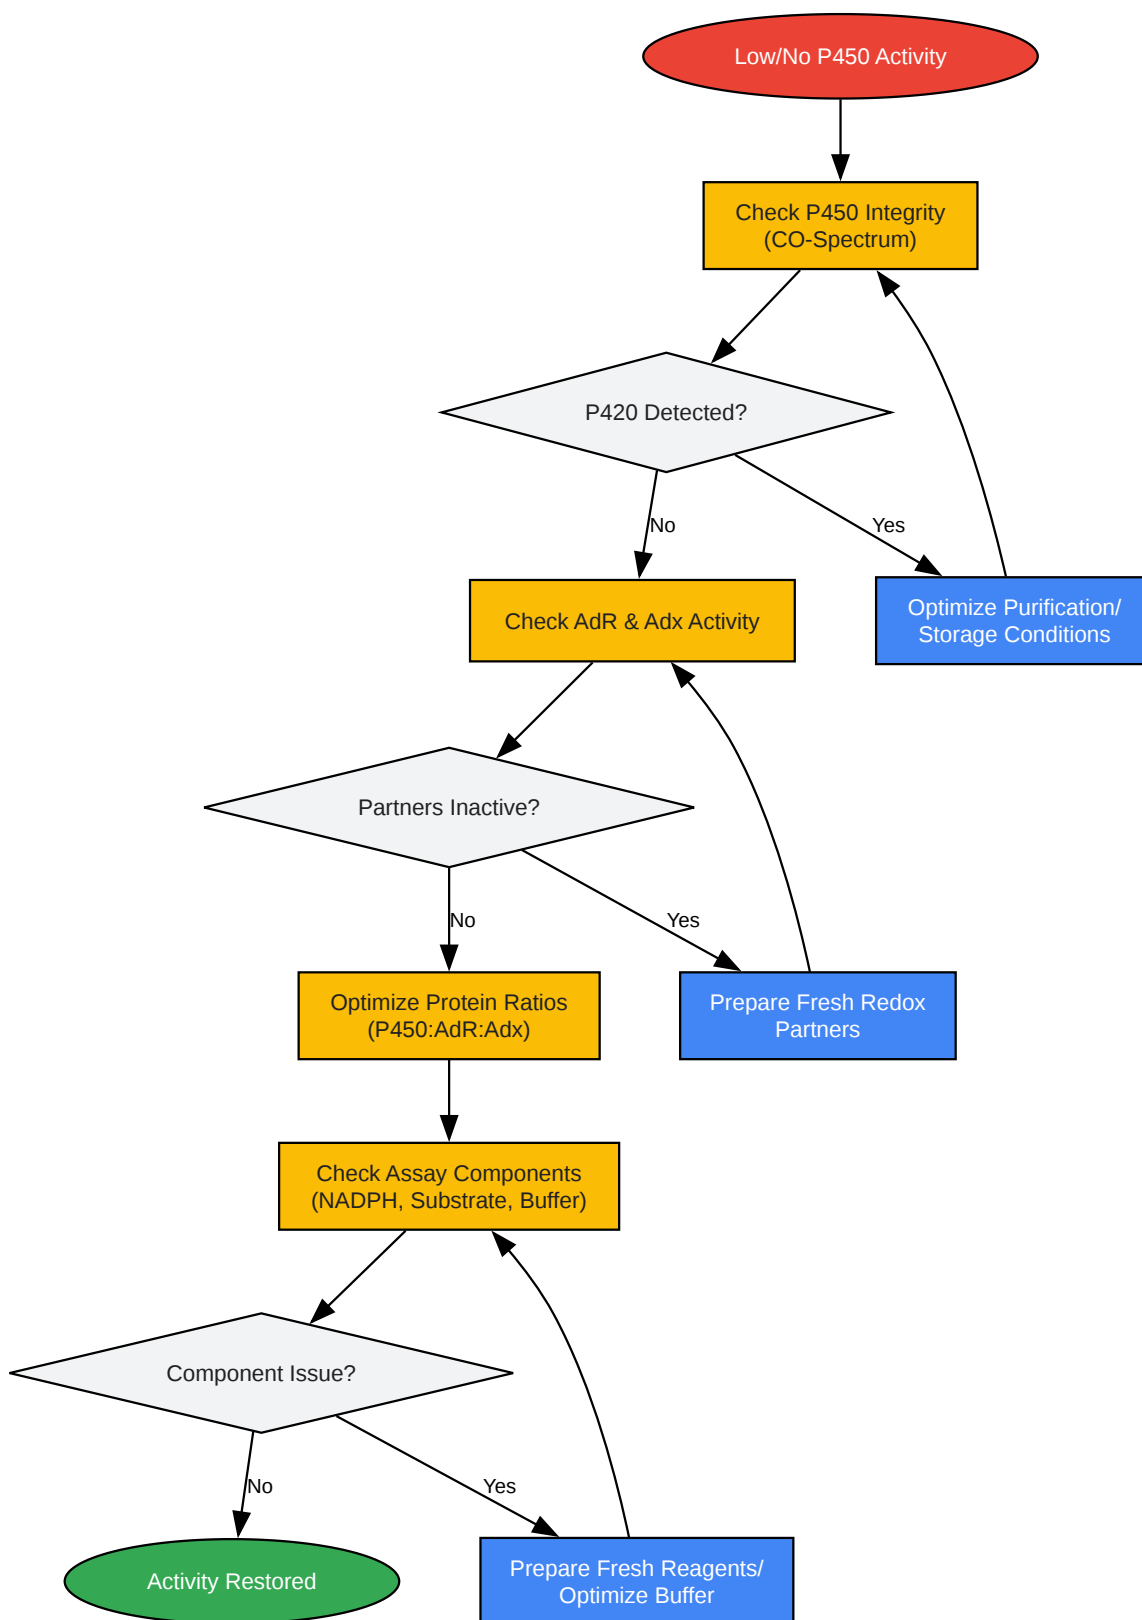 Low/No P450 Activity
Check P450 Integrity
(CO-Spectrum)
P420 Detected?
No
Yes
Check AdR & Adx Activity
Optimize Purification/
Storage Conditions
Partners Inactive?
No
Yes
Optimize Protein Ratios
(P450:AdR:Adx)
Prepare Fresh Redox
Partners
Check Assay Components
(NADPH, Substrate, Buffer)
Component Issue?
No
Yes
Activity Restored
Prepare Fresh Reagents/
Optimize Buffer